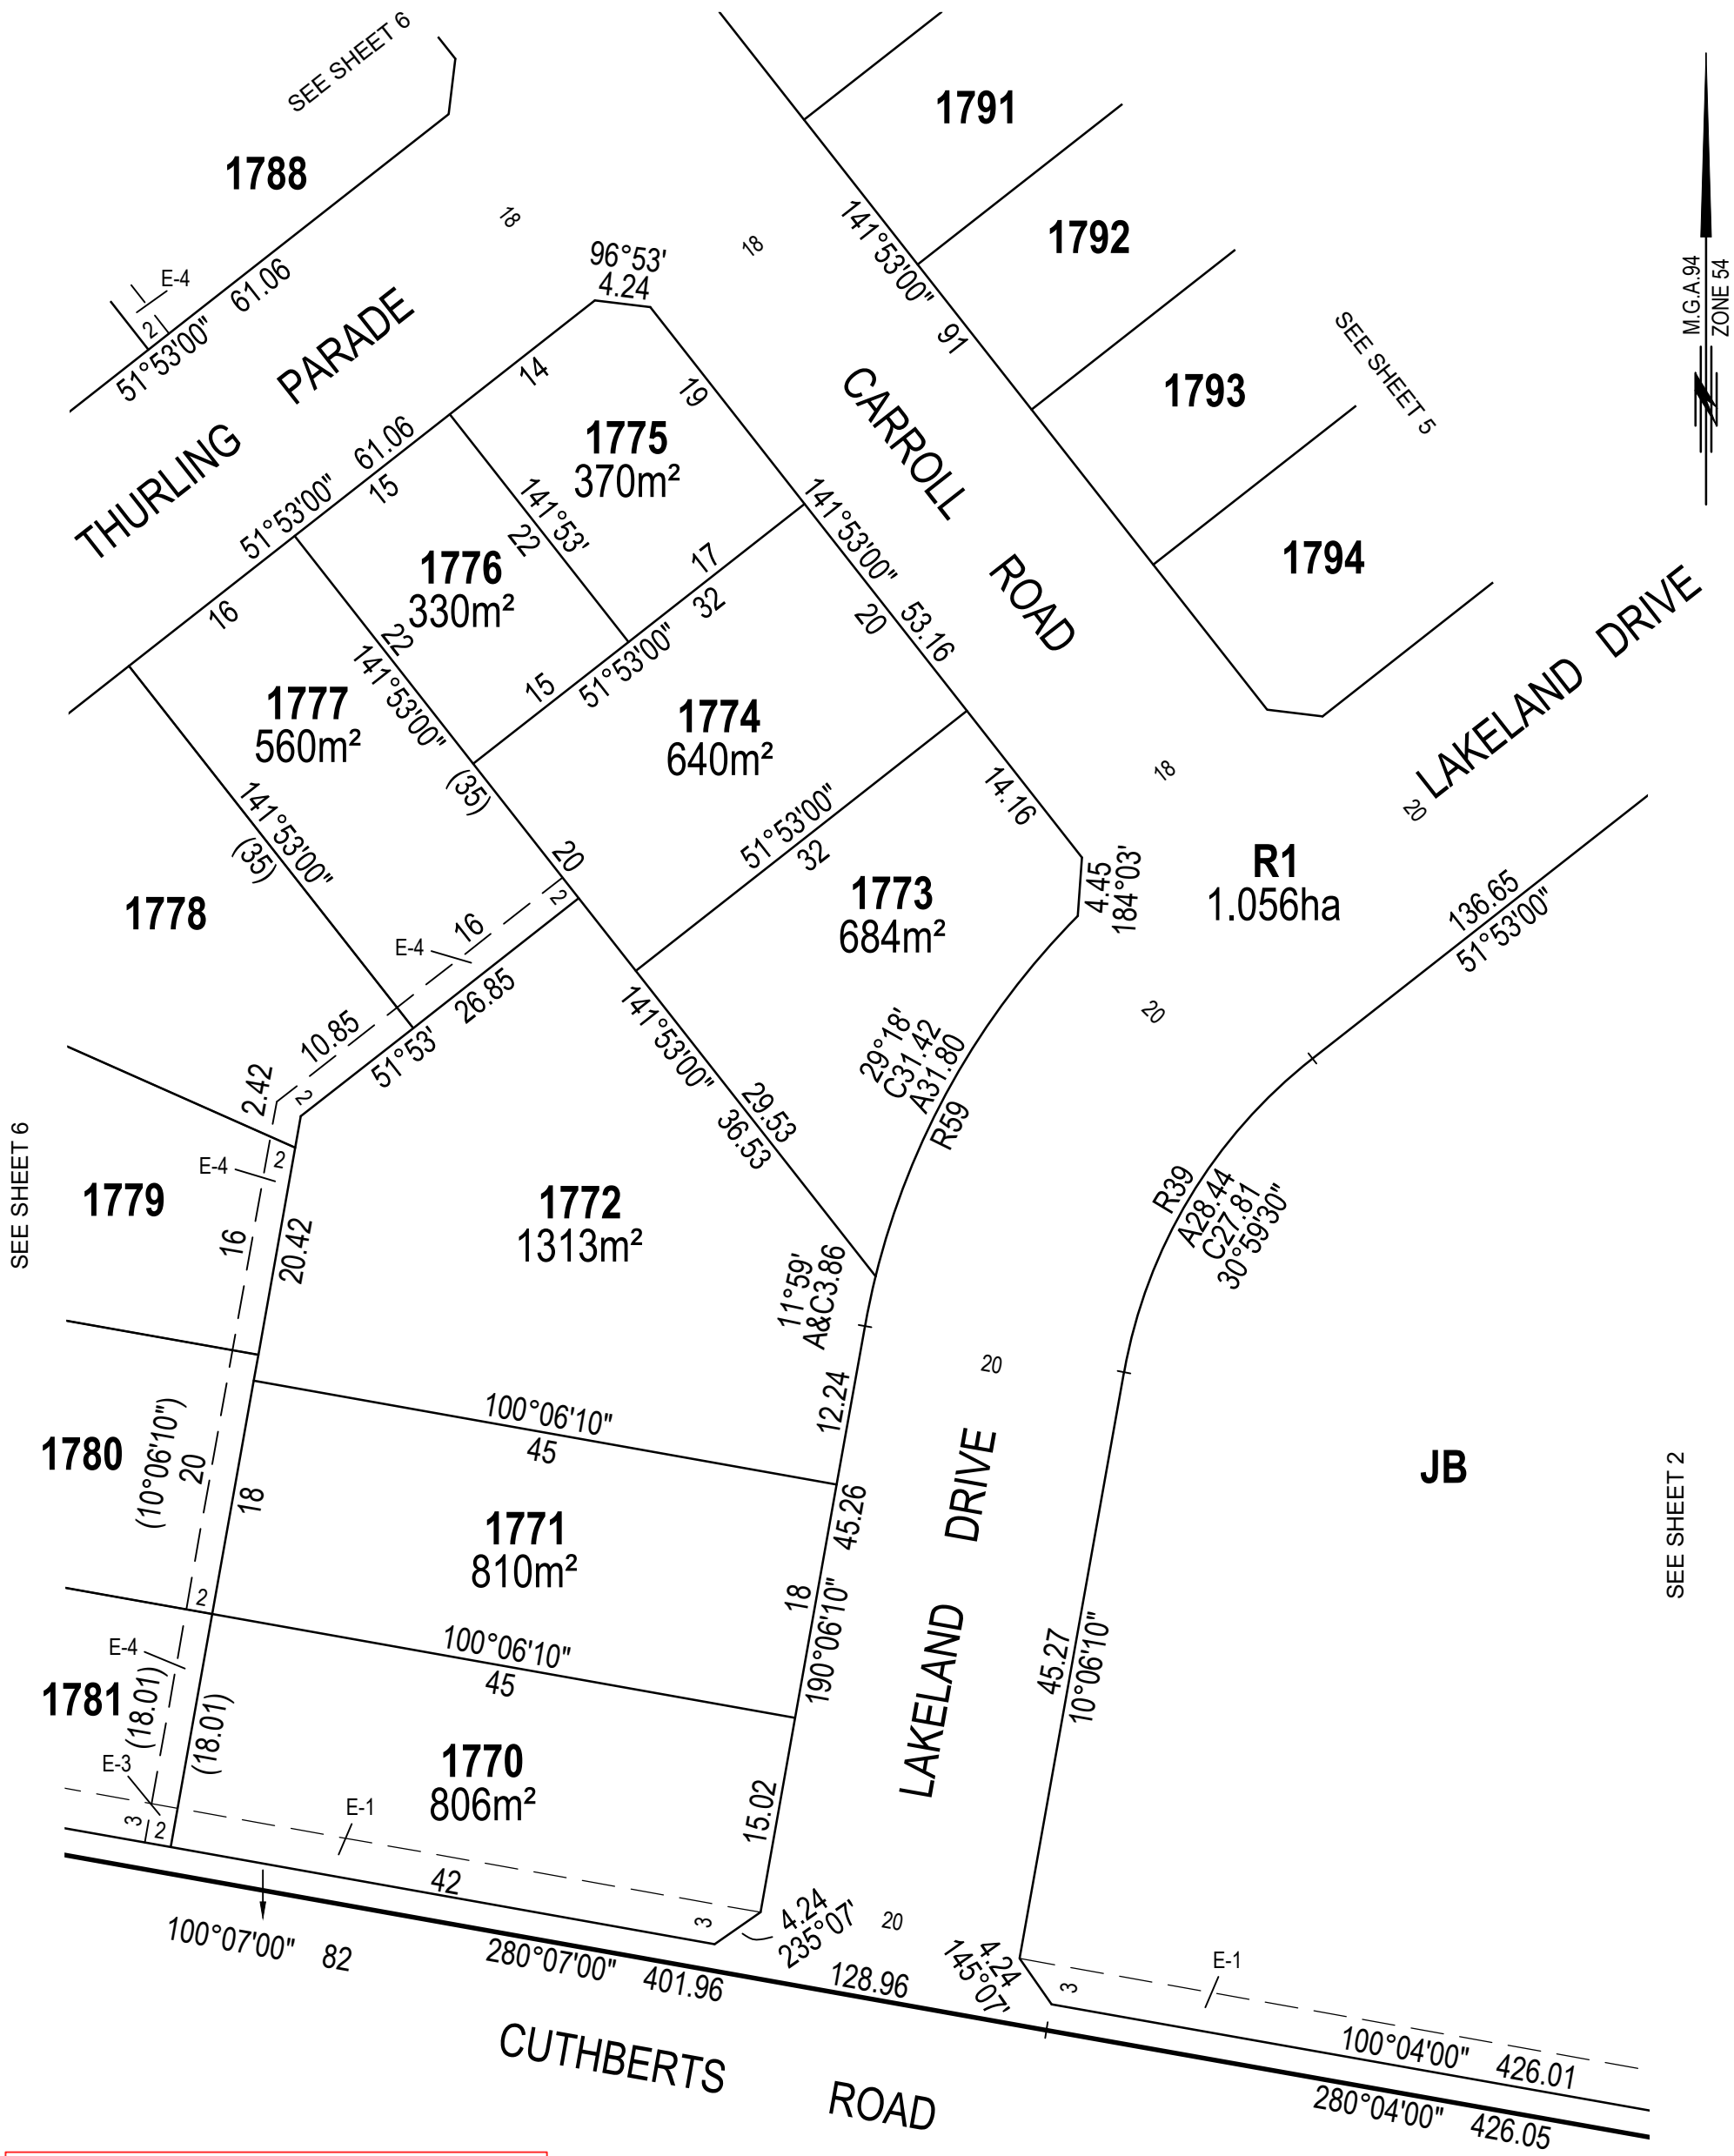 SEE SHEET 6
1788
E-4
2
51°53'00" 61.06
THURLING PARADE
18
18
96°53'
4.24
1791
1792
1793
1794
141°53'00" 91
SEE SHEET 5
M.G.A.94
ZONE 54
CARROLL ROAD
LAKELAND DRIVE
14
19
1775
370m²
51°53'00" 61.06
15
141°53'
22
17
1776
330m²
16
22
141°53'00"
(35)
15
51°53'00"
32
141°53'00" 53.16
20
1777
560m²
1774
640m²
141°53'00"
(35)
20
51°53'00"
32
14.16
18
20
1778
1773
684m²
4.45
184°03'
R1
1.056ha
136.65
51°53'00"
E-4
16
2
10.85
51°53' 26.85
2.42
2
141°53'00" 36.53
29.53
29°18'
C31.42
A31.80
R59
20
SEE SHEET 6
E-4
2
1779
16
20.42
1772
1313m²
R39
A28.44
C27.81
30°59'30"
11°59'
A&C3.86
20
12.24
100°06'10"
45
1780
(10°06'10")
20
18
1771
810m²
45.26
190°06'10"
18
LAKELAND DRIVE
JB
SEE SHEET 2
2
100°06'10"
45
45.27
10°06'10"
E-4
1781
(18.01)
(18.01)
1770
806m²
15.02
E-3
E-1
3
2
42
3
4.24
235°07'
20
4.24
145°07'
E-1
3
100°07'00" 82
280°07'00" 401.96
128.96
100°04'00" 426.01
280°04'00" 426.05
CUTHBERTS ROAD